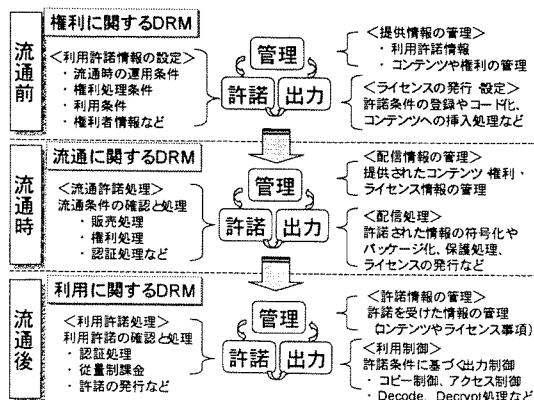 流通前
権利に関するDRM
<利用許諾情報の設定>
・流通時の運用条件
・権利処理条件
・利用条件
・権利者情報など
管理
許諾
出力
<提供情報の管理>
・利用許諾情報
・コンテンツや権利の管理
<ライセンスの発行・設定>
許諾条件の登録やコード化、
コンテンツへの挿入処理など
流通時
流通に関するDRM
<流通許諾処理>
流通条件の確認と処理
・販売処理
・権利処理
・認証処理など
管理
許諾
出力
<配信情報の管理>
提供されたコンテンツ・権利・
ライセンス情報の管理
<配信処理>
許諾された情報の符号化や
パッケージ化、保護処理、
ライセンスの発行など
流通後
利用に関するDRM
<利用許諾処理>
利用許諾の確認と処理
・認証処理
・従量制課金
・許諾の発行など
管理
許諾
出力
<許諾情報の管理>
許諾を受けた情報の管理
(コンテンツやライセンス事項)
<利用制御>
許諾条件に基づく出力制御
・コピー制御、アクセス制御
・Decode、Decrypt処理など